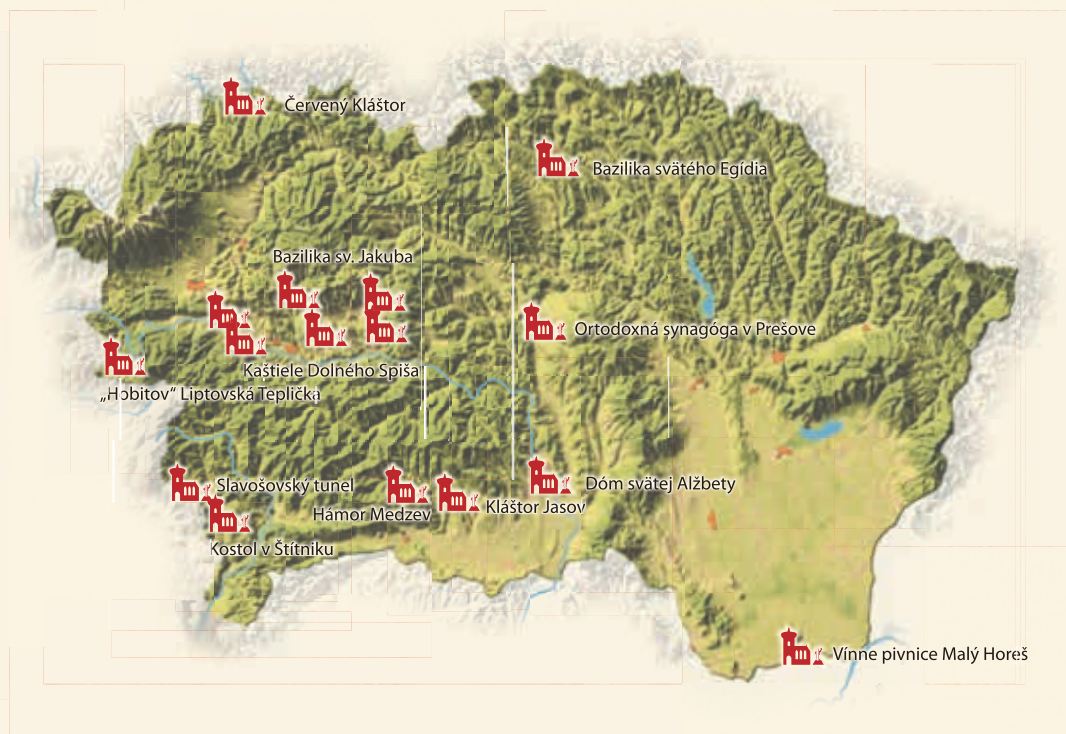 Červený Kláštor
Bazilika svätého Egídia
Bazilika sv. Jakuba
Ortodoxná synagóga v Prešove
Kaštiele Dolného Spiša
„Hobitov“ Liptovská Teplička
Slavošovský tunel
Dóm svätej Alžbety
Hámor Medzev
Kláštor Jasov
Kostol v Štítniku
Vínne pivnice Malý Horeš